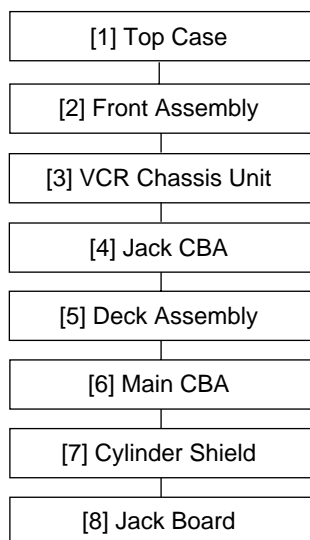 [1] Top Case
[2] Front Assembly
[3] VCR Chassis Unit
[4] Jack CBA
[5] Deck Assembly
[6] Main CBA
[7] Cylinder Shield
[8] Jack Board